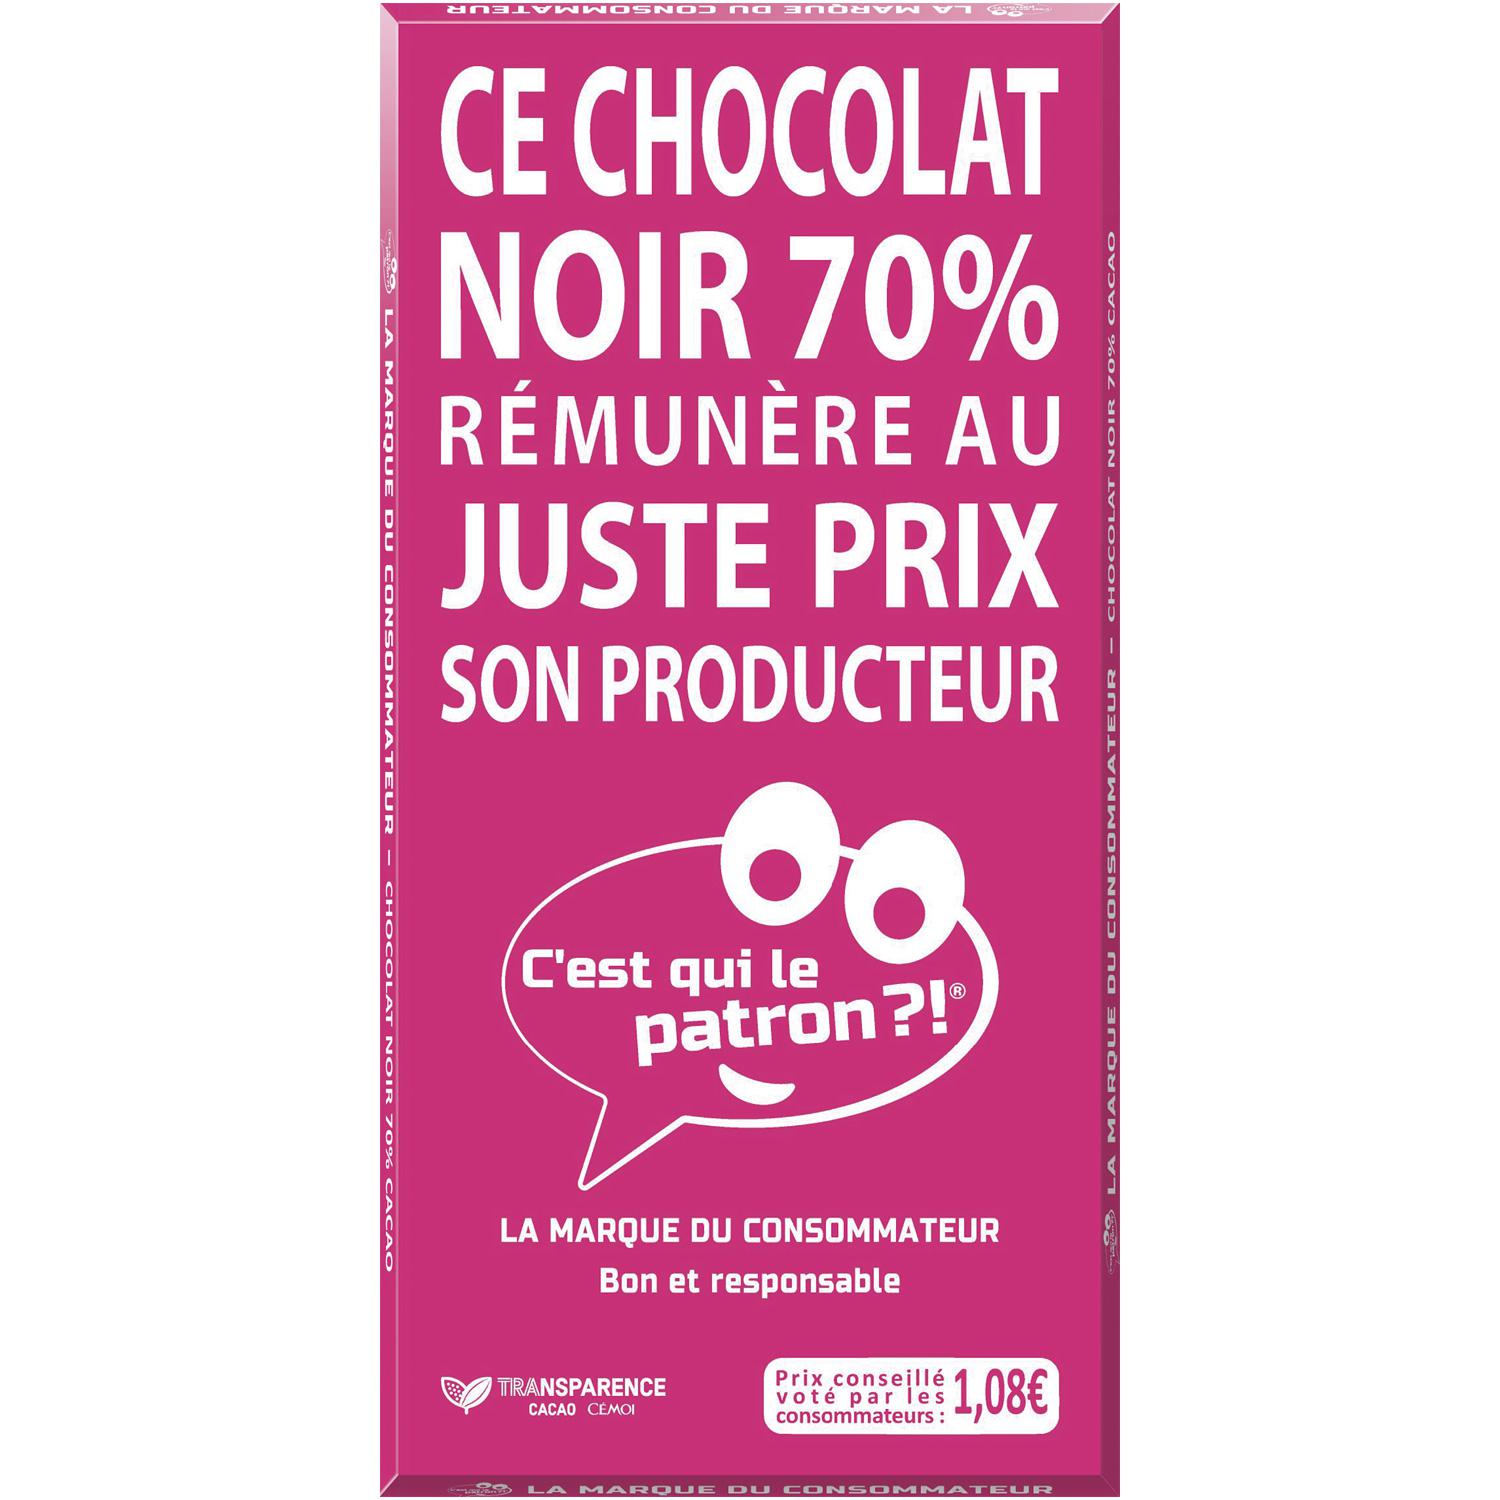 LA MARQUE DU CONSOMMATEUR
CE CHOCOLAT
NOIR 70%
RÉMUNÈRE AU
JUSTE PRIX
SON PRODUCTEUR
C'est qui le
patron ?!®
LA MARQUE DU CONSOMMATEUR
Bon et responsable
TRANSPARENCE
CACAO CÉMOI
Prix conseillé
voté par les
consommateurs :
1,08€
LA MARQUE DU CONSOMMATEUR – CHOCOLAT NOIR 70% CACAO
LA MARQUE DU CONSOMMATEUR – CHOCOLAT NOIR 70% CACAO
LA MARQUE DU CONSOMMATEUR